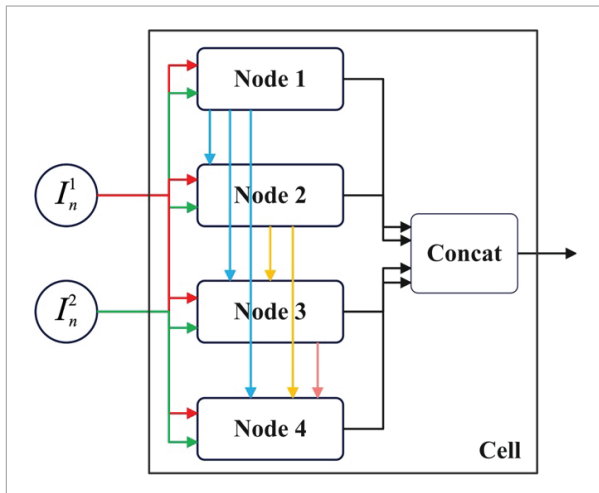 Node 1
I_n^1
Node 2
Concat
I_n^2
Node 3
Node 4
Cell